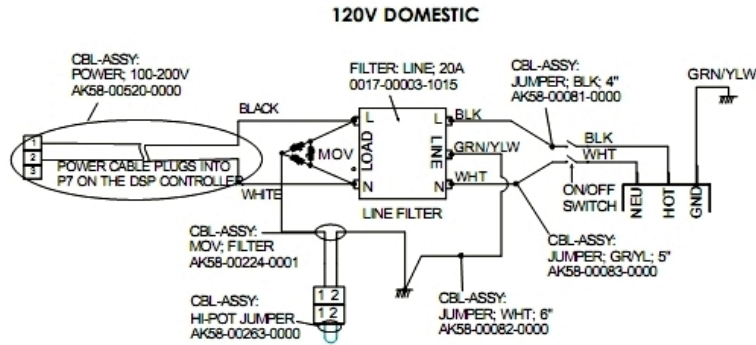 120V DOMESTIC
CBL-ASSY:
POWER; 100-200V
AK58-00520-0000
FILTER: LINE; 20A
0017-00003-1015
CBL-ASSY:
JUMPER; BLK; 4"
AK58-00081-0000
GRN/YLW
BLACK
L
L
BLK
BLK
1
2
3
MOV
LOAD
LINE
GRN/YLW
WHT
POWER CABLE PLUGS INTO
P7 ON THE DSP CONTROLLER
WHITE
N
N
WHT
ON/OFF
SWITCH
NEU
HOT
GND
LINE FILTER
CBL-ASSY:
MOV; FILTER
AK58-00224-0001
CBL-ASSY:
JUMPER; GR/YL; 5"
AK58-00083-0000
1 2
1 2
CBL-ASSY:
HI-POT JUMPER
AK58-00263-0000
CBL-ASSY:
JUMPER; WHT; 6"
AK58-00082-0000